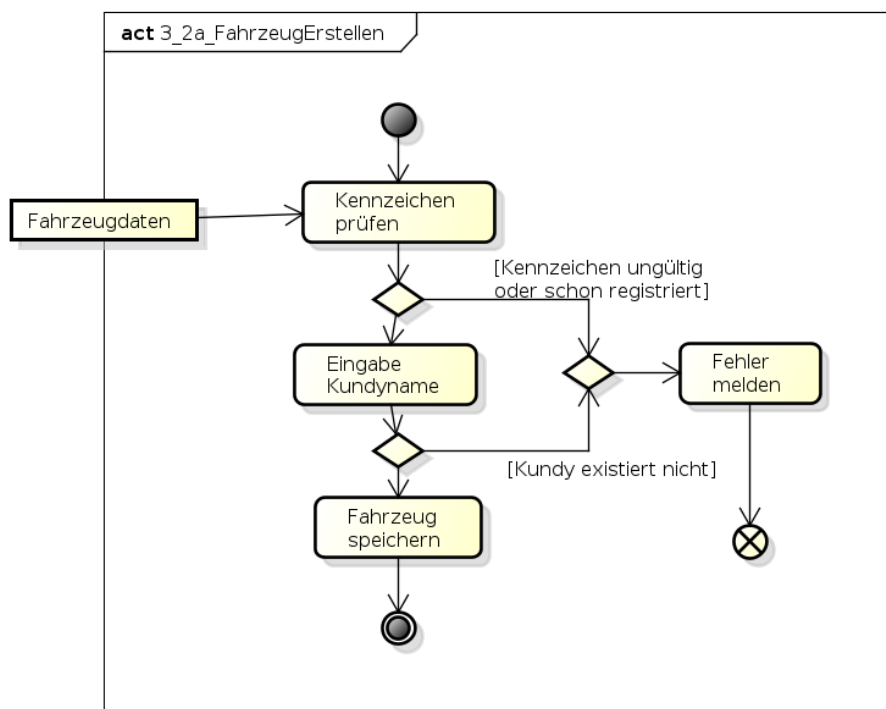 act 3_2a_FahrzeugErstellen
Kennzeichen
prüfen
Fahrzeugdaten
[Kennzeichen ungültig
oder schon registriert]
Eingabe
Kundyname
Fehler
melden
[Kundy existiert nicht]
Fahrzeug
speichern